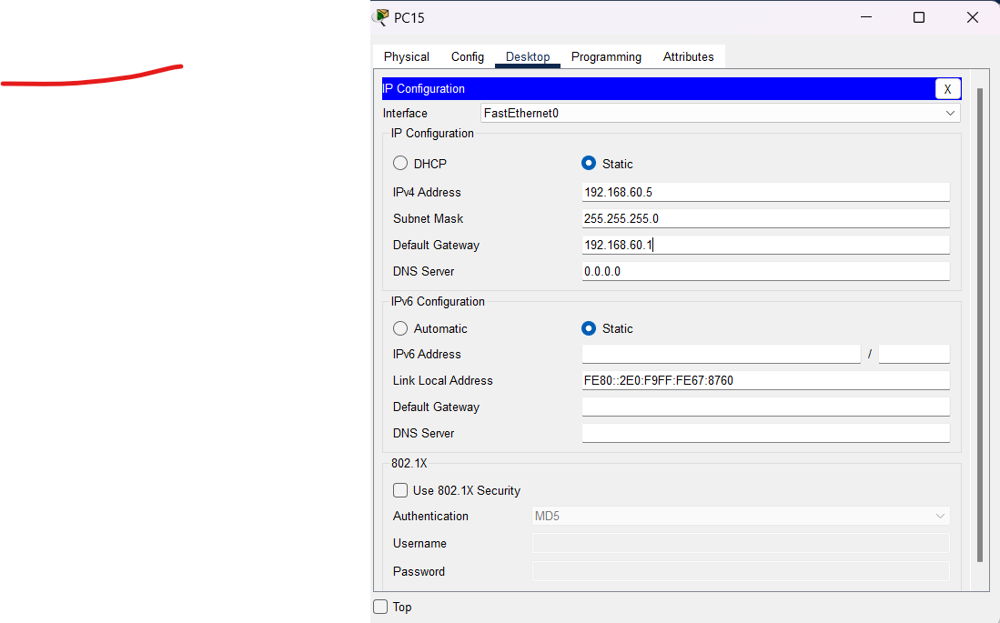 PC15
Physical Config Desktop Programming Attributes
IP Configuration X
Interface FastEthernet0
IP Configuration
DHCP Static
IPv4 Address 192.168.60.5
Subnet Mask 255.255.255.0
Default Gateway 192.168.60.1
DNS Server 0.0.0.0
IPv6 Configuration
Automatic Static
IPv6 Address /
Link Local Address FE80::2E0:F9FF:FE67:8760
Default Gateway
DNS Server
802.1X
Use 802.1X Security
Authentication MD5
Username
Password
Top